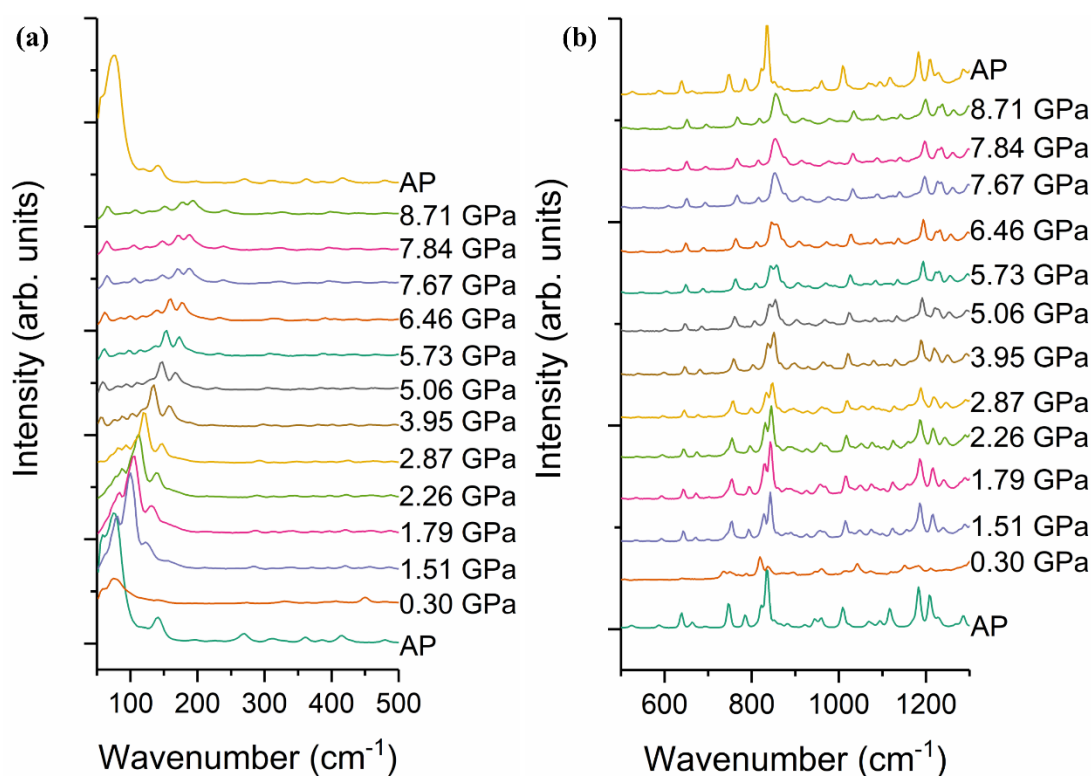 (a)
Intensity (arb. units)
AP
8.71 GPa
7.84 GPa
7.67 GPa
6.46 GPa
5.73 GPa
5.06 GPa
3.95 GPa
2.87 GPa
2.26 GPa
1.79 GPa
1.51 GPa
0.30 GPa
AP
100 200 300 400 500
Wavenumber (cm⁻¹)
(b)
Intensity (arb. units)
AP
8.71 GPa
7.84 GPa
7.67 GPa
6.46 GPa
5.73 GPa
5.06 GPa
3.95 GPa
2.87 GPa
2.26 GPa
1.79 GPa
1.51 GPa
0.30 GPa
AP
600 800 1000 1200
Wavenumber (cm⁻¹)